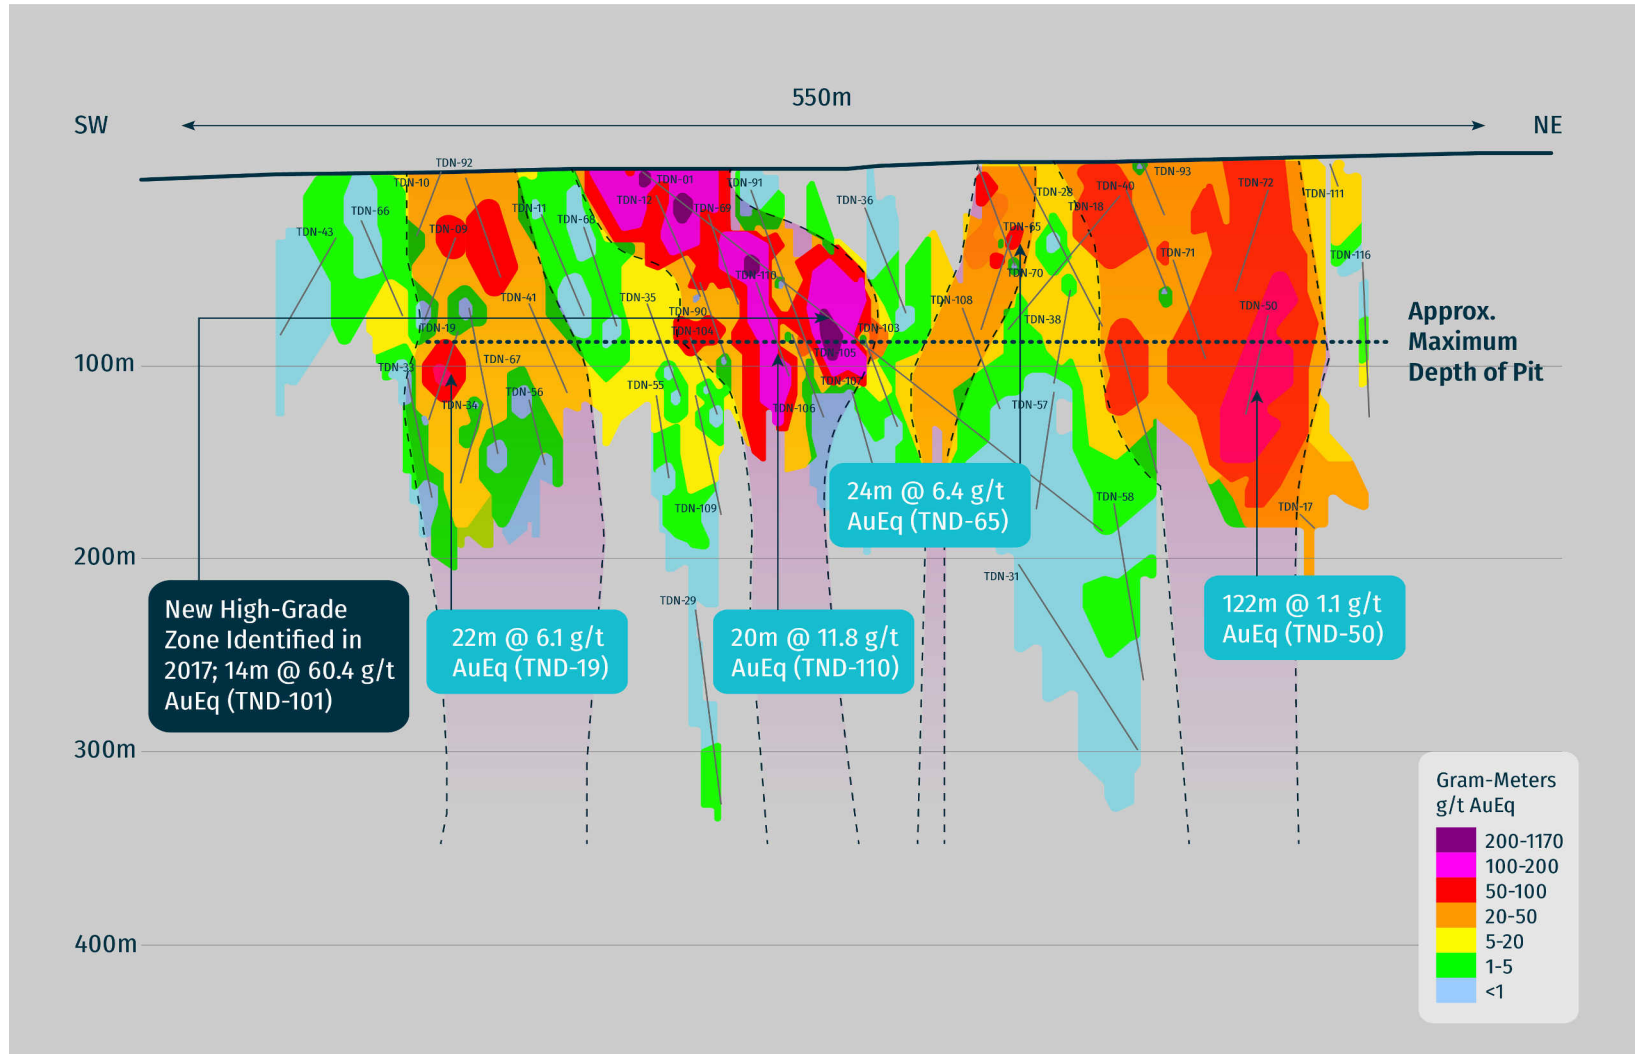 550m
SW
NE
TDN-92
TDN-10
TDN-66
TDN-43
TDN-09
TDN-11
TDN-68
TDN-01
TDN-12
TDN-69
TDN-91
TDN-36
TDN-28
TDN-40
TDN-18
TDN-93
TDN-72
TDN-111
TDN-65
TDN-71
TDN-70
TDN-116
TDN-110
TDN-41
TDN-35
TDN-90
TDN-108
TDN-50
TDN-38
TDN-19
TDN-104
TDN-103
TDN-105
Approx.
Maximum
Depth of Pit
100m
TDN-33
TDN-67
TDN-55
TDN-107
TDN-34
TDN-56
TDN-106
TDN-57
TDN-109
TDN-58
TDN-17
24m @ 6.4 g/t
AuEq (TND-65)
200m
TDN-31
TDN-29
New High-Grade
Zone Identified in
2017; 14m @ 60.4 g/t
AuEq (TND-101)
22m @ 6.1 g/t
AuEq (TND-19)
20m @ 11.8 g/t
AuEq (TND-110)
122m @ 1.1 g/t
AuEq (TND-50)
300m
400m
Gram-Meters
g/t AuEq
200-1170
100-200
50-100
20-50
5-20
1-5
<1